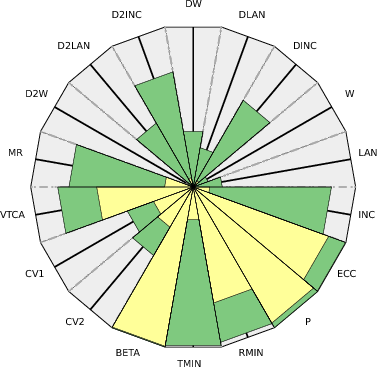 DW
D2INC
DLAN
D2LAN
DINC
D2W
W
MR
LAN
VTCA
INC
CV1
ECC
CV2
P
BETA
RMIN
TMIN